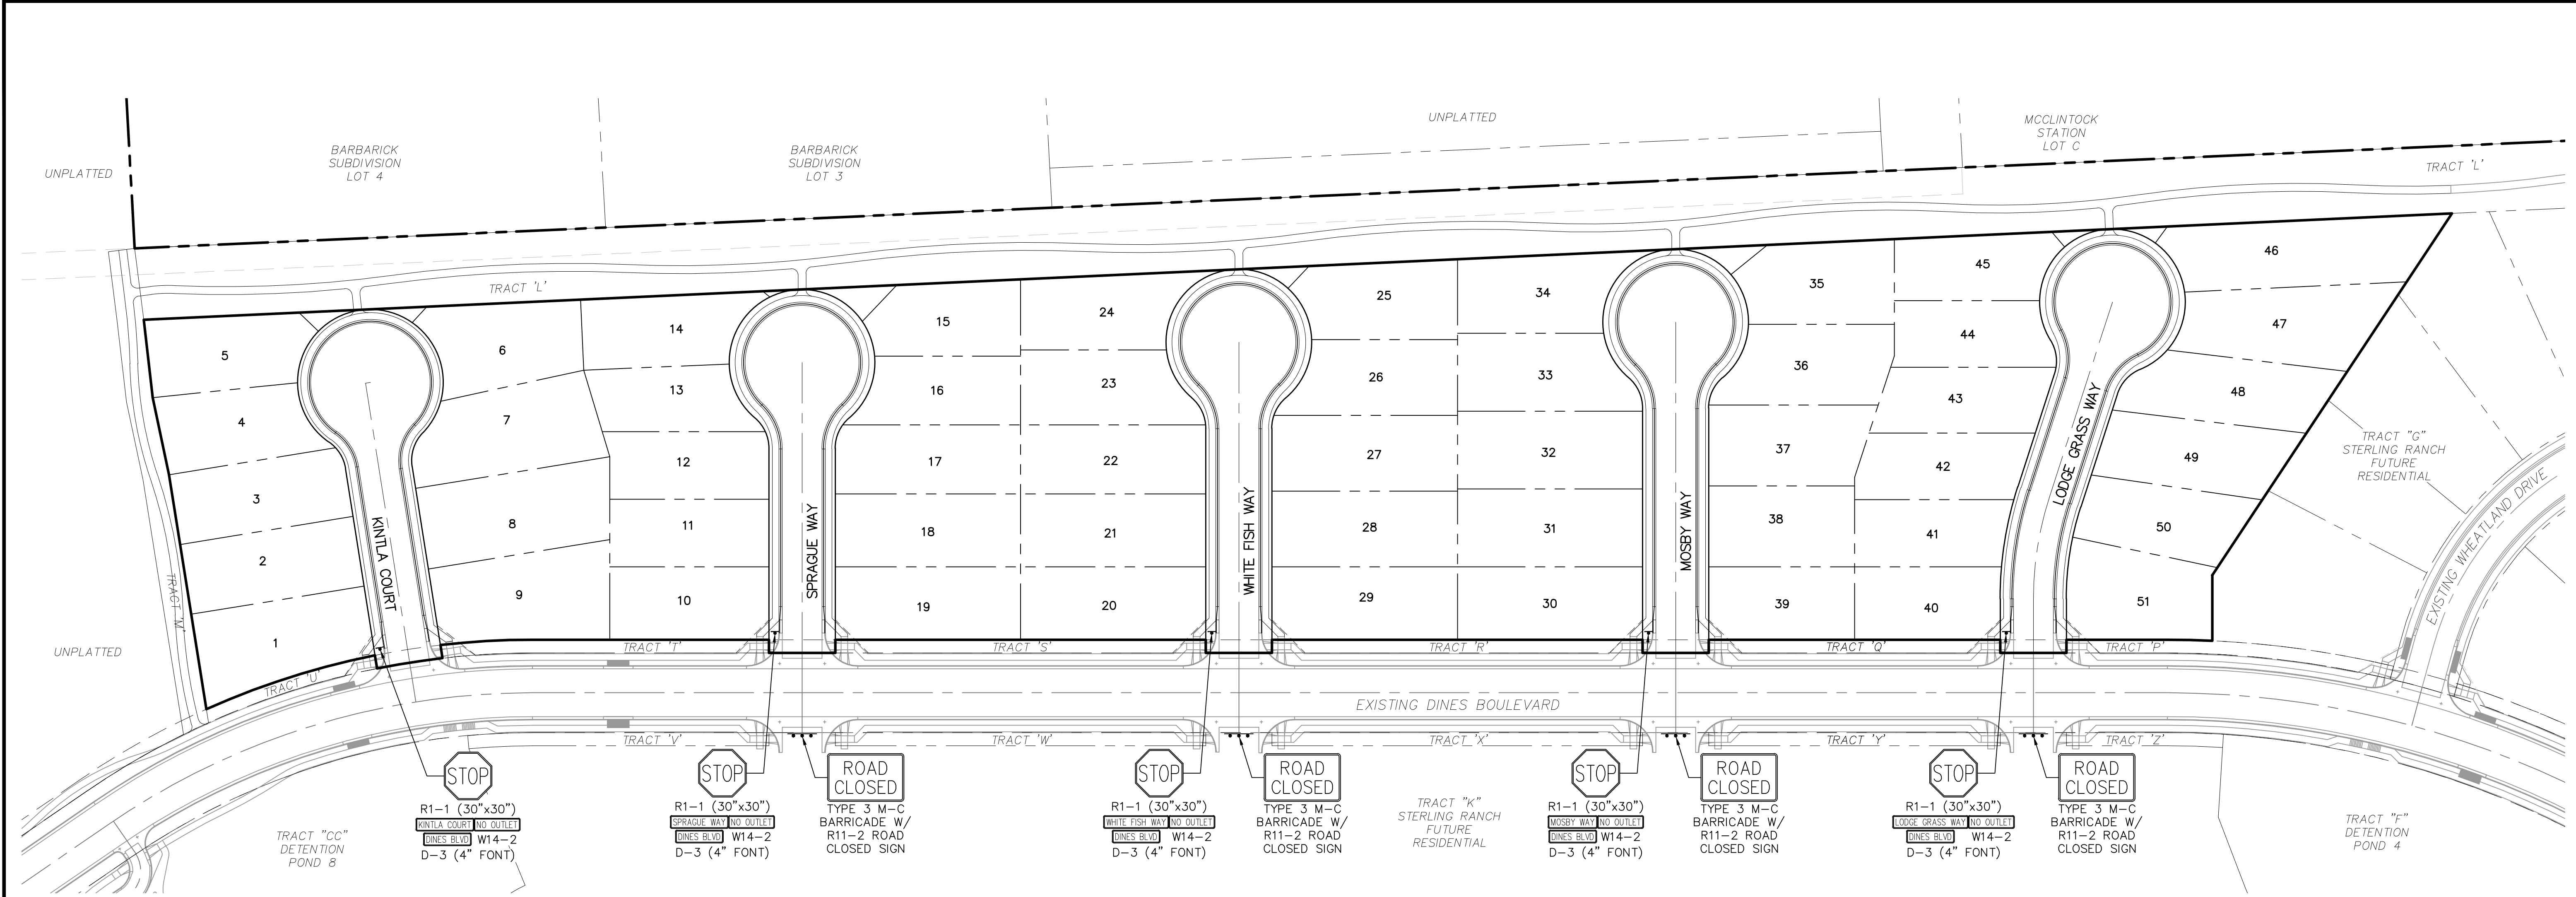 UNPLATTED
BARBARICK
SUBDIVISION
LOT 4
BARBARICK
SUBDIVISION
LOT 3
UNPLATTED
MCCLINTOCK
STATION
LOT C
TRACT 'L'
TRACT 'L'
5
4
3
2
1
KINTLA COURT
6
7
8
9
14
13
12
11
10
SPRAGUE WAY
15
16
17
18
19
24
23
22
21
20
WHITE FISH WAY
25
26
27
28
29
34
33
32
31
30
MOSBY WAY
35
36
37
38
39
45
44
43
42
41
40
LODGE GRASS WAY
46
47
48
49
50
51
TRACT "G"
STERLING RANCH
FUTURE
RESIDENTIAL
EXISTING WHEATLAND DRIVE
TRACT 'M'
UNPLATTED
TRACT 'U'
TRACT 'T'
TRACT 'S'
TRACT 'R'
TRACT 'Q'
TRACT 'P'
EXISTING DINES BOULEVARD
TRACT 'V'
TRACT 'W'
TRACT 'X'
TRACT 'Y'
TRACT 'Z'
TRACT "CC"
DETENTION
POND 8
STOP
R1-1 (30"x30")
KINTLA COURT NO OUTLET
DINES BLVD W14-2
D-3 (4" FONT)
STOP
R1-1 (30"x30")
SPRAGUE WAY NO OUTLET
DINES BLVD W14-2
D-3 (4" FONT)
ROAD
CLOSED
TYPE 3 M-C
BARRICADE W/
R11-2 ROAD
CLOSED SIGN
STOP
R1-1 (30"x30")
WHITE FISH WAY NO OUTLET
DINES BLVD W14-2
D-3 (4" FONT)
ROAD
CLOSED
TYPE 3 M-C
BARRICADE W/
R11-2 ROAD
CLOSED SIGN
TRACT "K"
STERLING RANCH
FUTURE
RESIDENTIAL
STOP
R1-1 (30"x30")
MOSBY WAY NO OUTLET
DINES BLVD W14-2
D-3 (4" FONT)
ROAD
CLOSED
TYPE 3 M-C
BARRICADE W/
R11-2 ROAD
CLOSED SIGN
STOP
R1-1 (30"x30")
LODGE GRASS WAY NO OUTLET
DINES BLVD W14-2
D-3 (4" FONT)
ROAD
CLOSED
TYPE 3 M-C
BARRICADE W/
R11-2 ROAD
CLOSED SIGN
TRACT "F"
DETENTION
POND 4